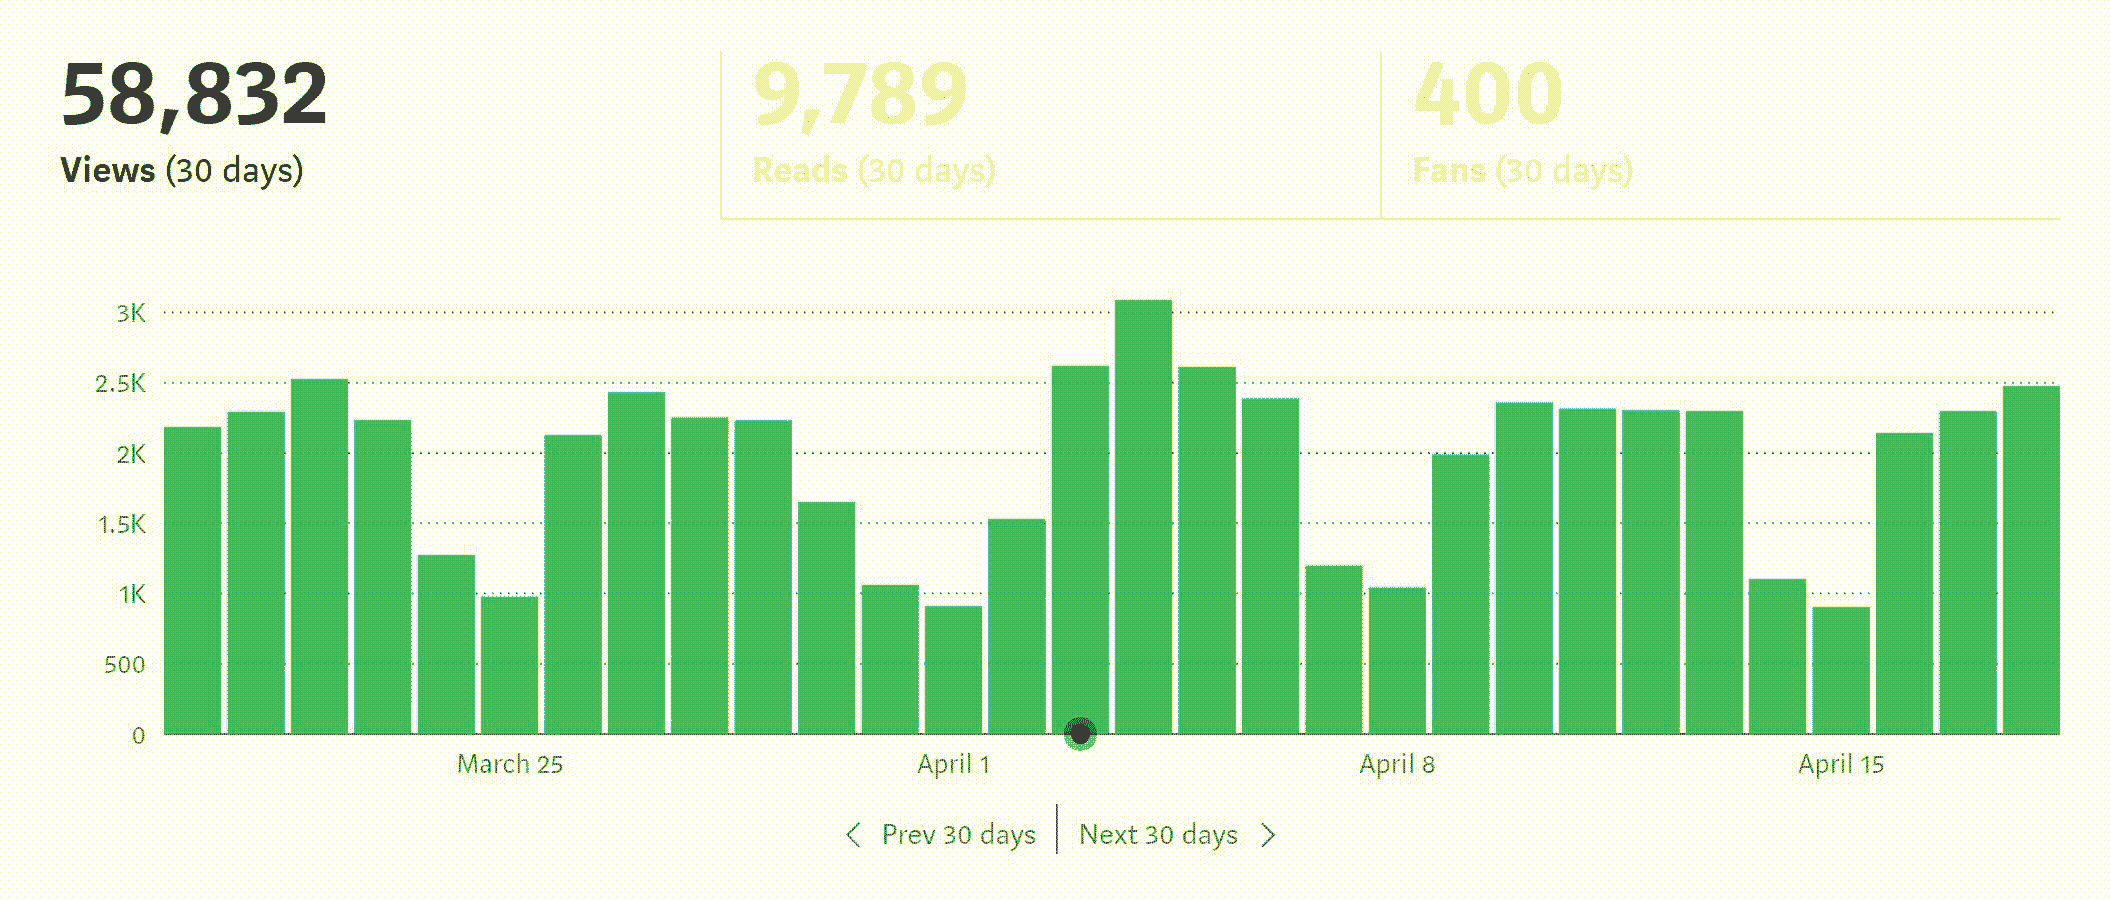 58,832
Views (30 days)
9,789
Reads (30 days)
400
Fans (30 days)
3K
2.5K
2K
1.5K
1K
500
0
March 25
April 1
April 8
April 15
Prev 30 days
Next 30 days